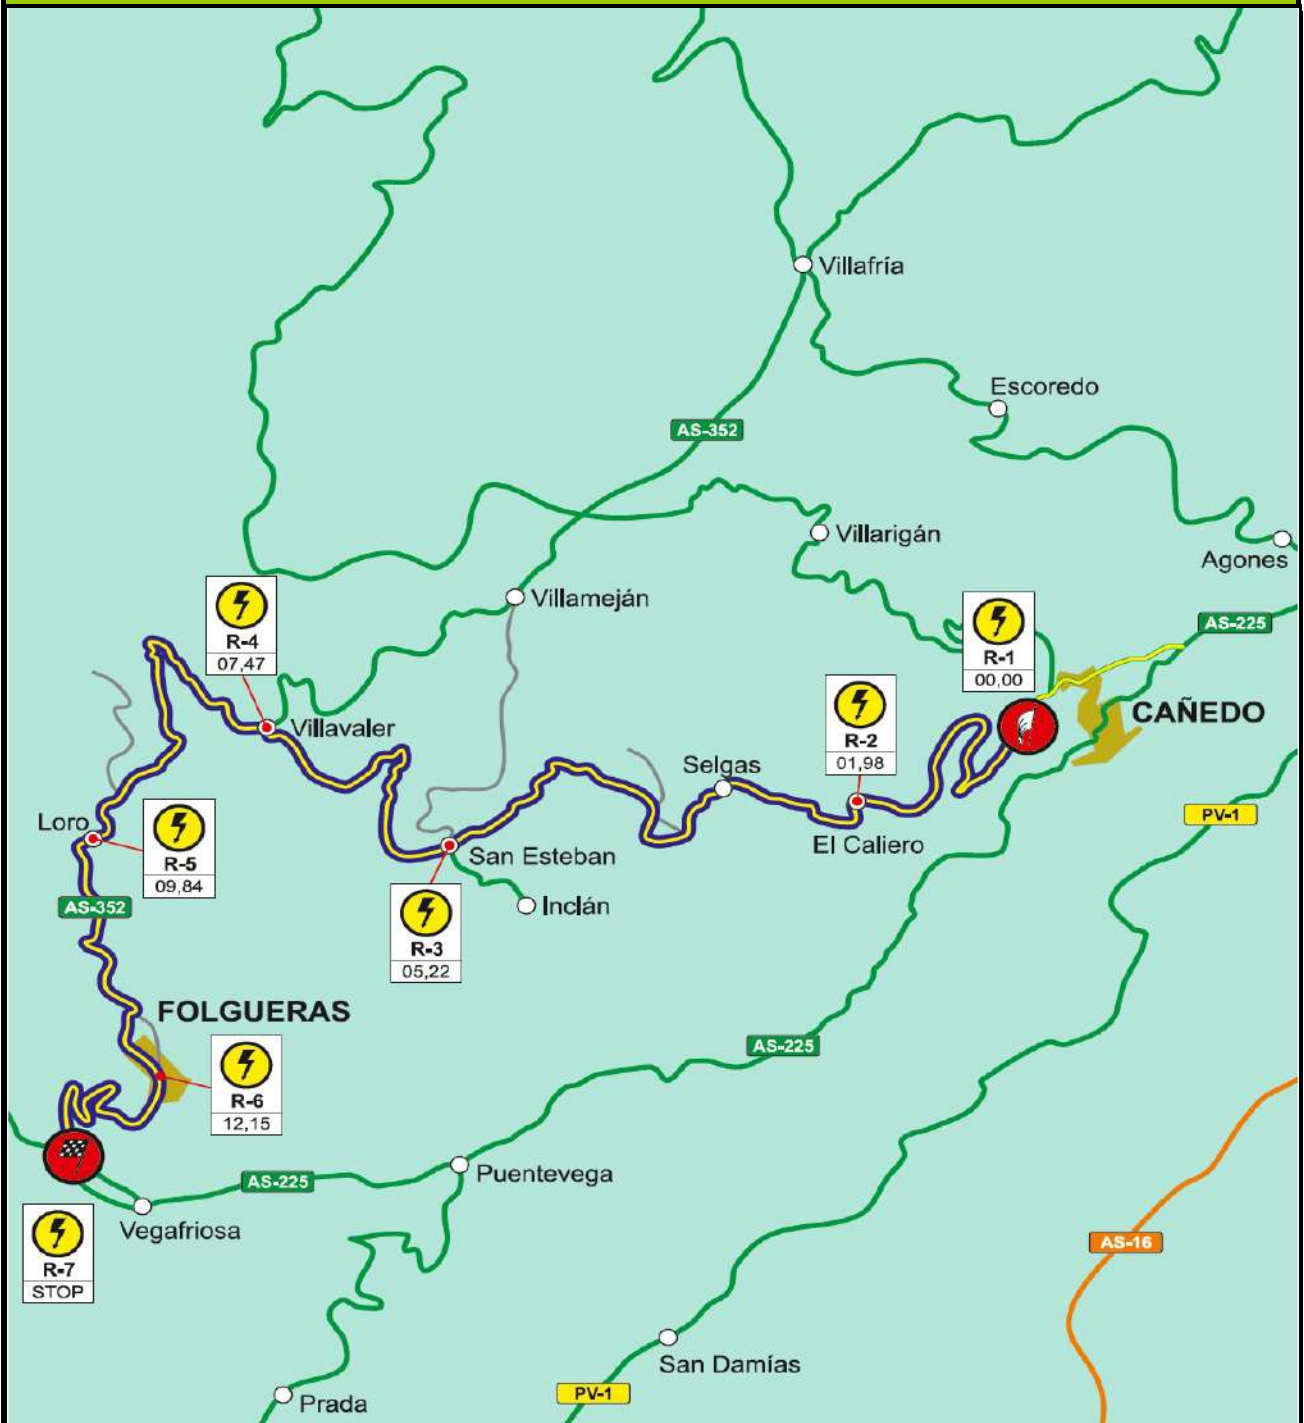 Villafría
Escoredo
AS-352
Villarigán
Agones
Villameján
R-4
07,47
R-1
00,00
AS-225
Villavaler
CAÑEDO
R-2
01,98
Selgas
PV-1
Loro
R-5
09,84
San Esteban
El Caliero
AS-352
Inclán
R-3
05,22
FOLGUERAS
AS-225
R-6
12,15
Puentevega
AS-225
Vegafriosa
AS-16
R-7
STOP
San Damías
PV-1
Prada